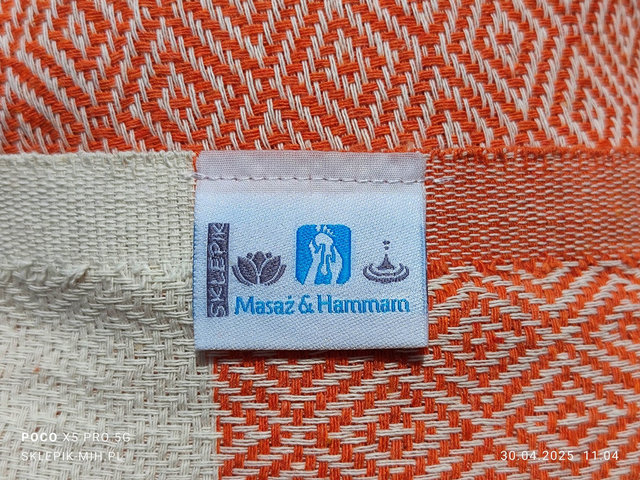 SKLEPIK
Masaż & Hammam
POCO X5 PRO 5G
SKLEPIK-MIH.PL
30.04.2025 11:04